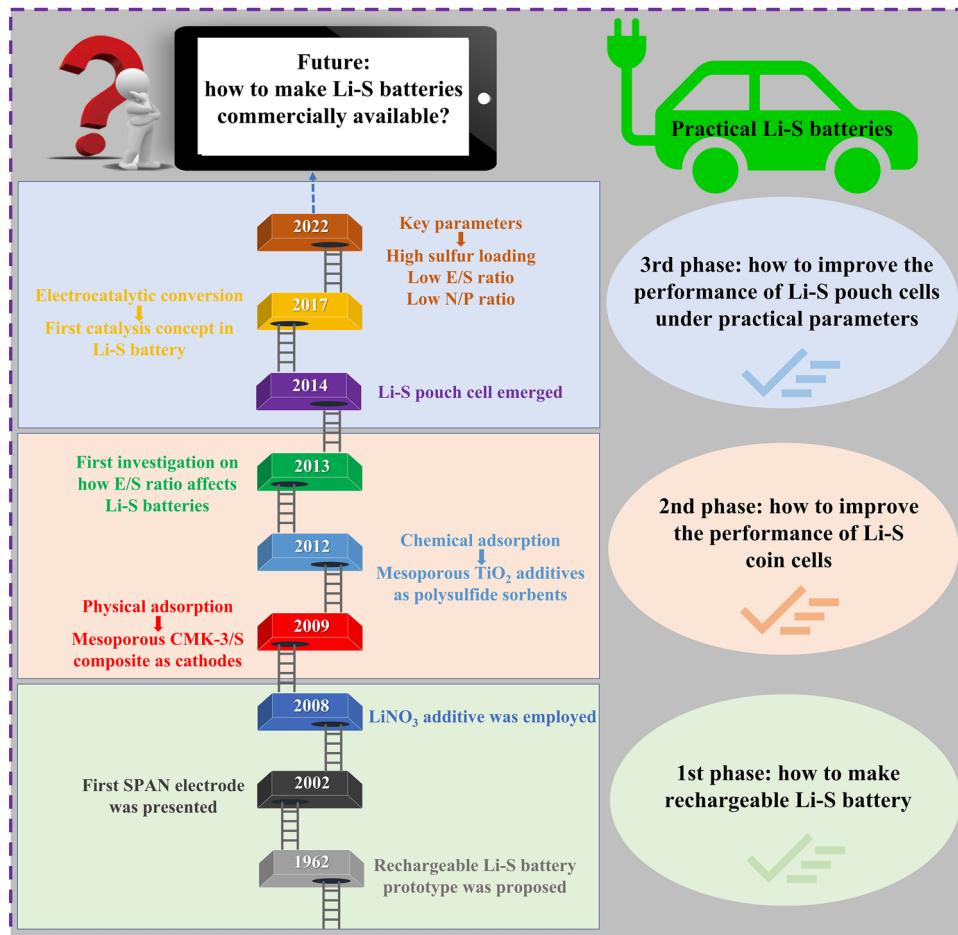 Future:
how to make Li-S batteries
commercially available?
Practical Li-S batteries
2022
Key parameters
High sulfur loading
Low E/S ratio
Low N/P ratio
2017
Electrocatalytic conversion
First catalysis concept in
Li-S battery
2014
Li-S pouch cell emerged
3rd phase: how to improve the
performance of Li-S pouch cells
under practical parameters
2013
First investigation on
how E/S ratio affects
Li-S batteries
2012
Chemical adsorption
Mesoporous TiO₂ additives
as polysulfide sorbents
2009
Physical adsorption
Mesoporous CMK-3/S
composite as cathodes
2nd phase: how to improve
the performance of Li-S
coin cells
2008
LiNO₃ additive was employed
2002
First SPAN electrode
was presented
1962
Rechargeable Li-S battery
prototype was proposed
1st phase: how to make
rechargeable Li-S battery